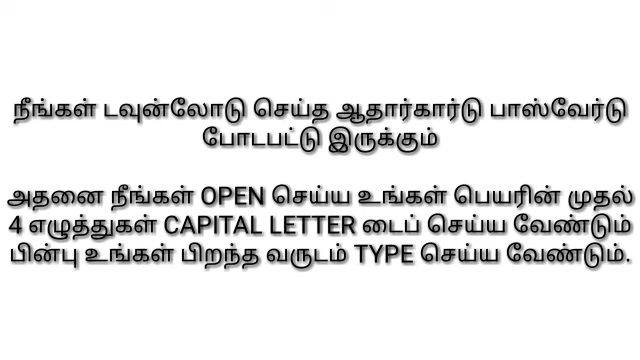 நீங்கள் டவுன்லோடு செய்த ஆதார்கார்டு பாஸ்வேர்டு
போடபட்டு இருக்கும்
அதனை நீங்கள் OPEN செய்ய உங்கள் பெயரின் முதல்
4 எழுத்துகள் CAPITAL LETTER டைப் செய்ய வேண்டும்
பின்பு உங்கள் பிறந்த வருடம் TYPE செய்ய வேண்டும்.